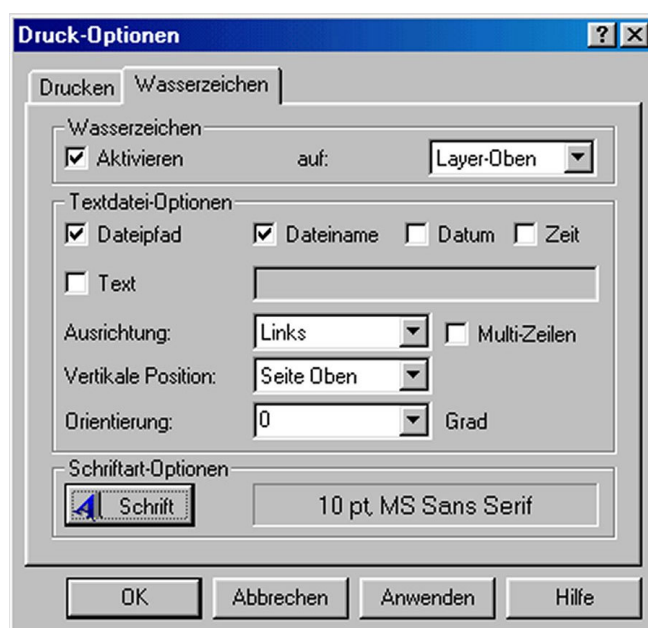 Druck-Optionen
Drucken Wasserzeichen
Wasserzeichen
Aktivieren auf: Layer-Oben
Textdatei-Optionen
Dateipfad Dateiname Datum Zeit
Text
Ausrichtung: Links Multi-Zeilen
Vertikale Position: Seite Oben
Orientierung: 0 Grad
Schriftart-Optionen
Schrift 10 pt, MS Sans Serif
OK Abbrechen Anwenden Hilfe